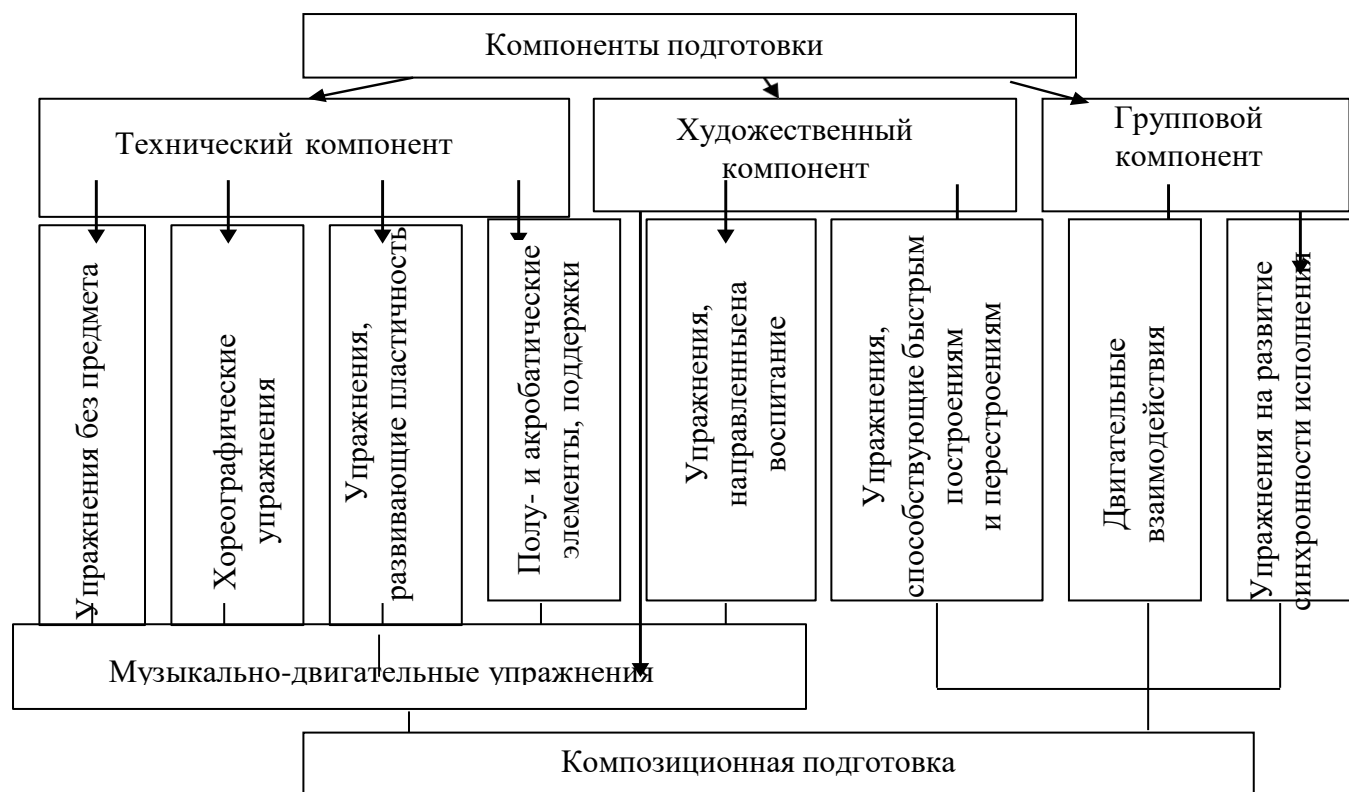 Компоненты подготовки
Технический компонент
Художественный
компонент
Групповой
компонент
Упражнения без предмета
Хореографические
упражнения
Упражнения,
развивающие пластичность
Полу- и акробатические
элементы, поддержки
Упражнения,
направленныена
воспитание
Упражнения,
способствующие быстрым
построениям
и перестроениям
Двигательные
взаимодействия
Упражнения на развитие
синхронности исполнения
Музыкально-двигательные упражнения
Композиционная подготовка